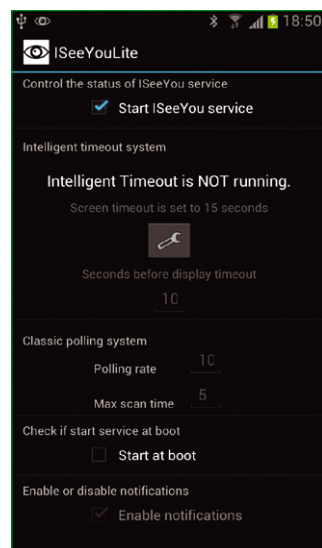 18:50
ISeeYouLite
Control the status of ISeeYou service
Start ISeeYou service
Intelligent timeout system
Intelligent Timeout is NOT running.
Screen timeout is set to 15 seconds
Seconds before display timeout
10
Classic polling system
Polling rate 10
Max scan time 5
Check if start service at boot
Start at boot
Enable or disable notifications
Enable notifications